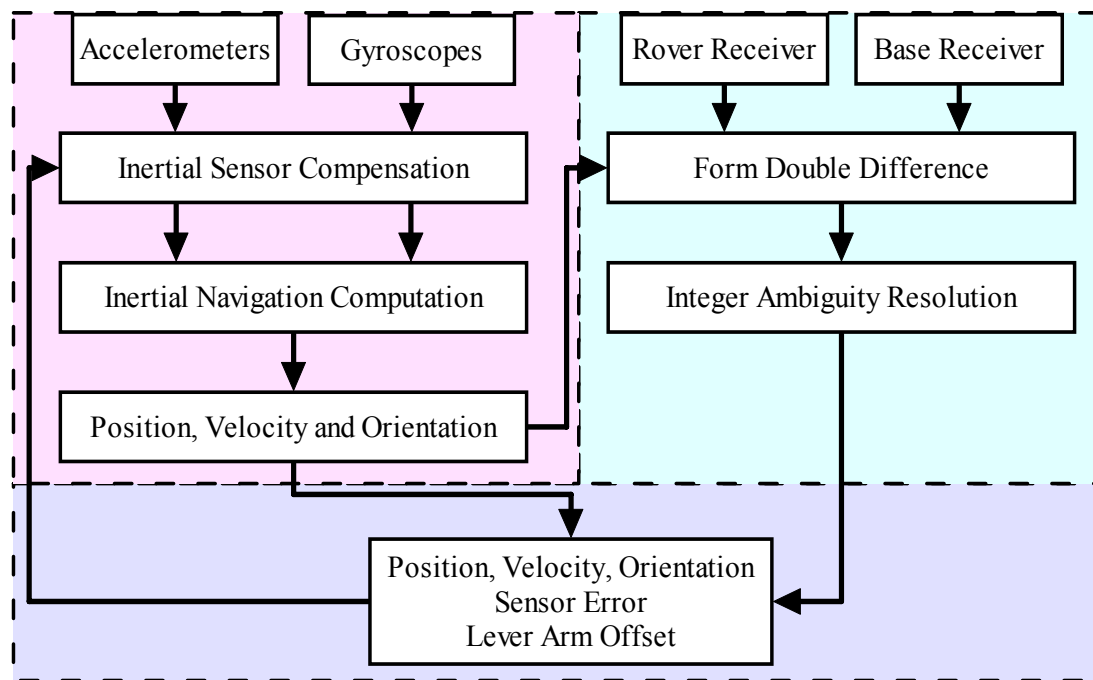 Accelerometers
Gyroscopes
Rover Receiver
Base Receiver
Inertial Sensor Compensation
Form Double Difference
Inertial Navigation Computation
Integer Ambiguity Resolution
Position, Velocity and Orientation
Position, Velocity, Orientation
Sensor Error
Lever Arm Offset